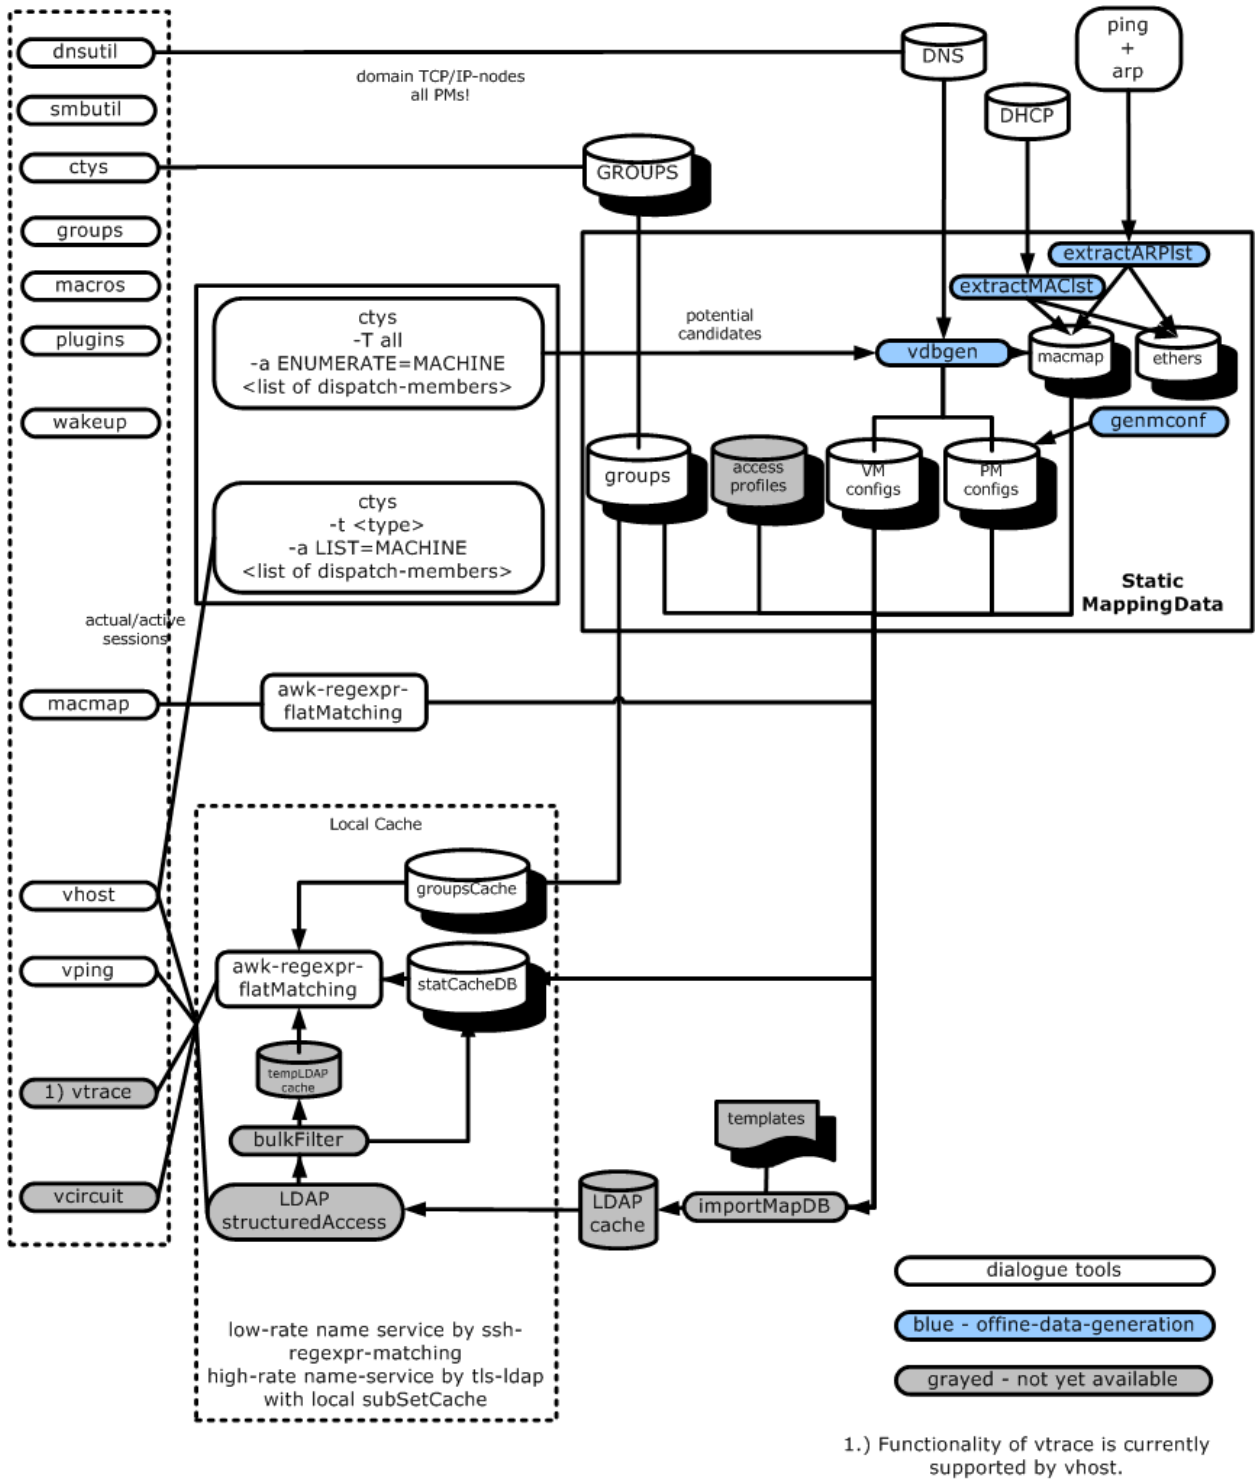 dnsutil
smbutil
ctys
groups
macros
plugins
wakeup
macmap
vhost
vping
1) vtrace
vcircuit
domain TCP/IP-nodes
all PMs!
DNS
ping
+
arp
DHCP
GROUPS
extractARPlst
extractMAClst
ctys
-T all
-a ENUMERATE=MACHINE
<list of dispatch-members>
potential
candidates
vdbgen
macmap
ethers
genmconf
groups
access
profiles
VM
configs
PM
configs
ctys
-t <type>
-a LIST=MACHINE
<list of dispatch-members>
Static
MappingData
actual/active
sessions
awk-regexpr-
flatMatching
Local Cache
groupsCache
awk-regexpr-
flatMatching
statCacheDB
tempLDAP
cache
bulkFilter
LDAP
structuredAccess
LDAP
cache
templates
importMapDB
low-rate name service by ssh-
regexpr-matching
high-rate name-service by tls-ldap
with local subSetCache
dialogue tools
blue - offine-data-generation
grayed - not yet available
1.) Functionality of vtrace is currently
supported by vhost.